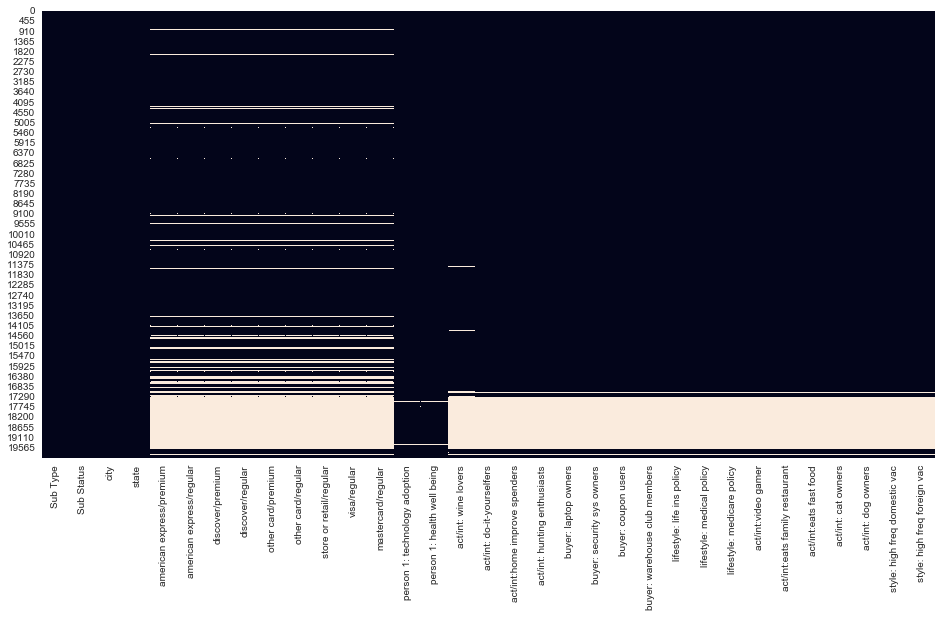 0
455
910
1365
1820
2275
2730
3185
3640
4095
4550
5005
5460
5915
6370
6825
7280
7735
8190
8645
9100
9555
10010
10465
10920
11375
11830
12285
12740
13195
13650
14105
14560
15015
15470
15925
16380
16835
17290
17745
18200
18655
19110
19565
Sub Type
Sub Status
city
state
american express/premium
american express/regular
discover/premium
discover/regular
other card/premium
other card/regular
store or retail/regular
visa/regular
mastercard/regular
person 1: technology adoption
person 1: health well being
act/int: wine lovers
act/int: do-it-yourselfers
act/int:home improve spenders
act/int: hunting enthusiasts
buyer: laptop owners
buyer: security sys owners
buyer: coupon users
buyer: warehouse club members
lifestyle: life ins policy
lifestyle: medical policy
lifestyle: medicare policy
act/int:video gamer
act/int:eats family restaurant
act/int:eats fast food
act/int: cat owners
act/int: dog owners
style: high freq domestic vac
style: high freq foreign vac